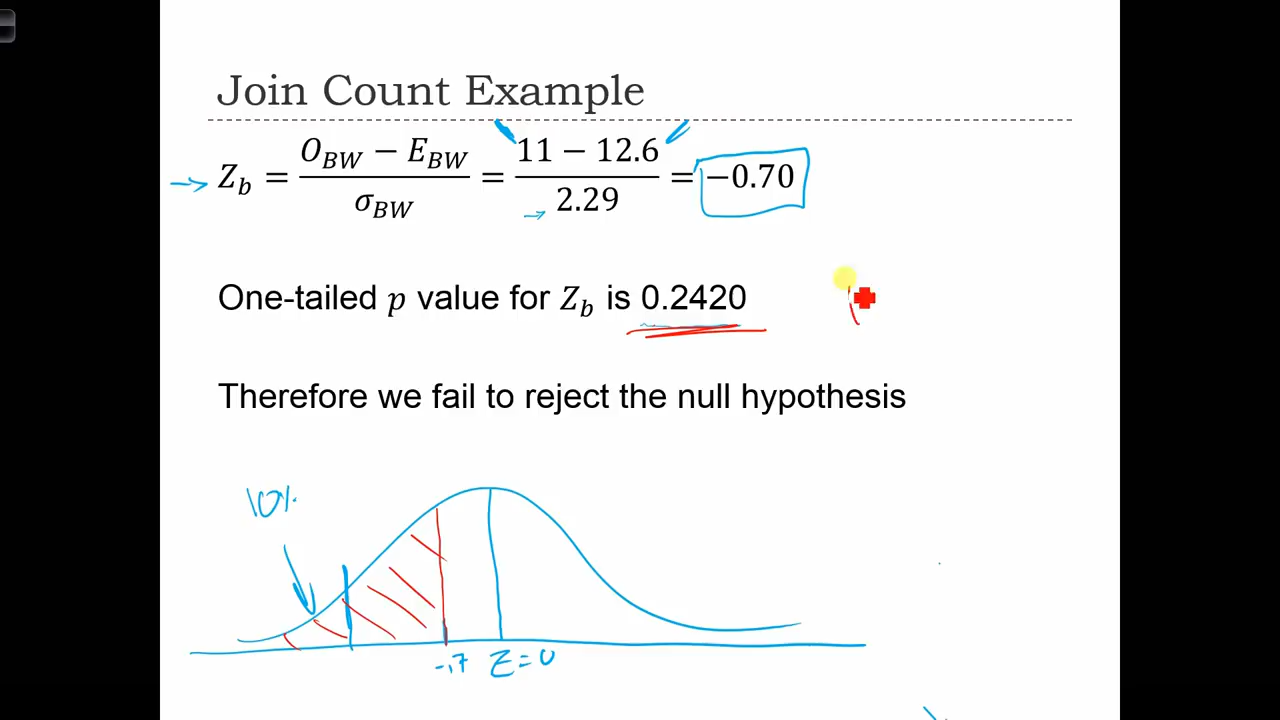 Join Count Example
Z_b = (O_BW − E_BW) / σ_BW = (11 − 12.6) / 2.29 = −0.70
One-tailed p value for Z_b is 0.2420
Therefore we fail to reject the null hypothesis
10%
-.7 Z=0